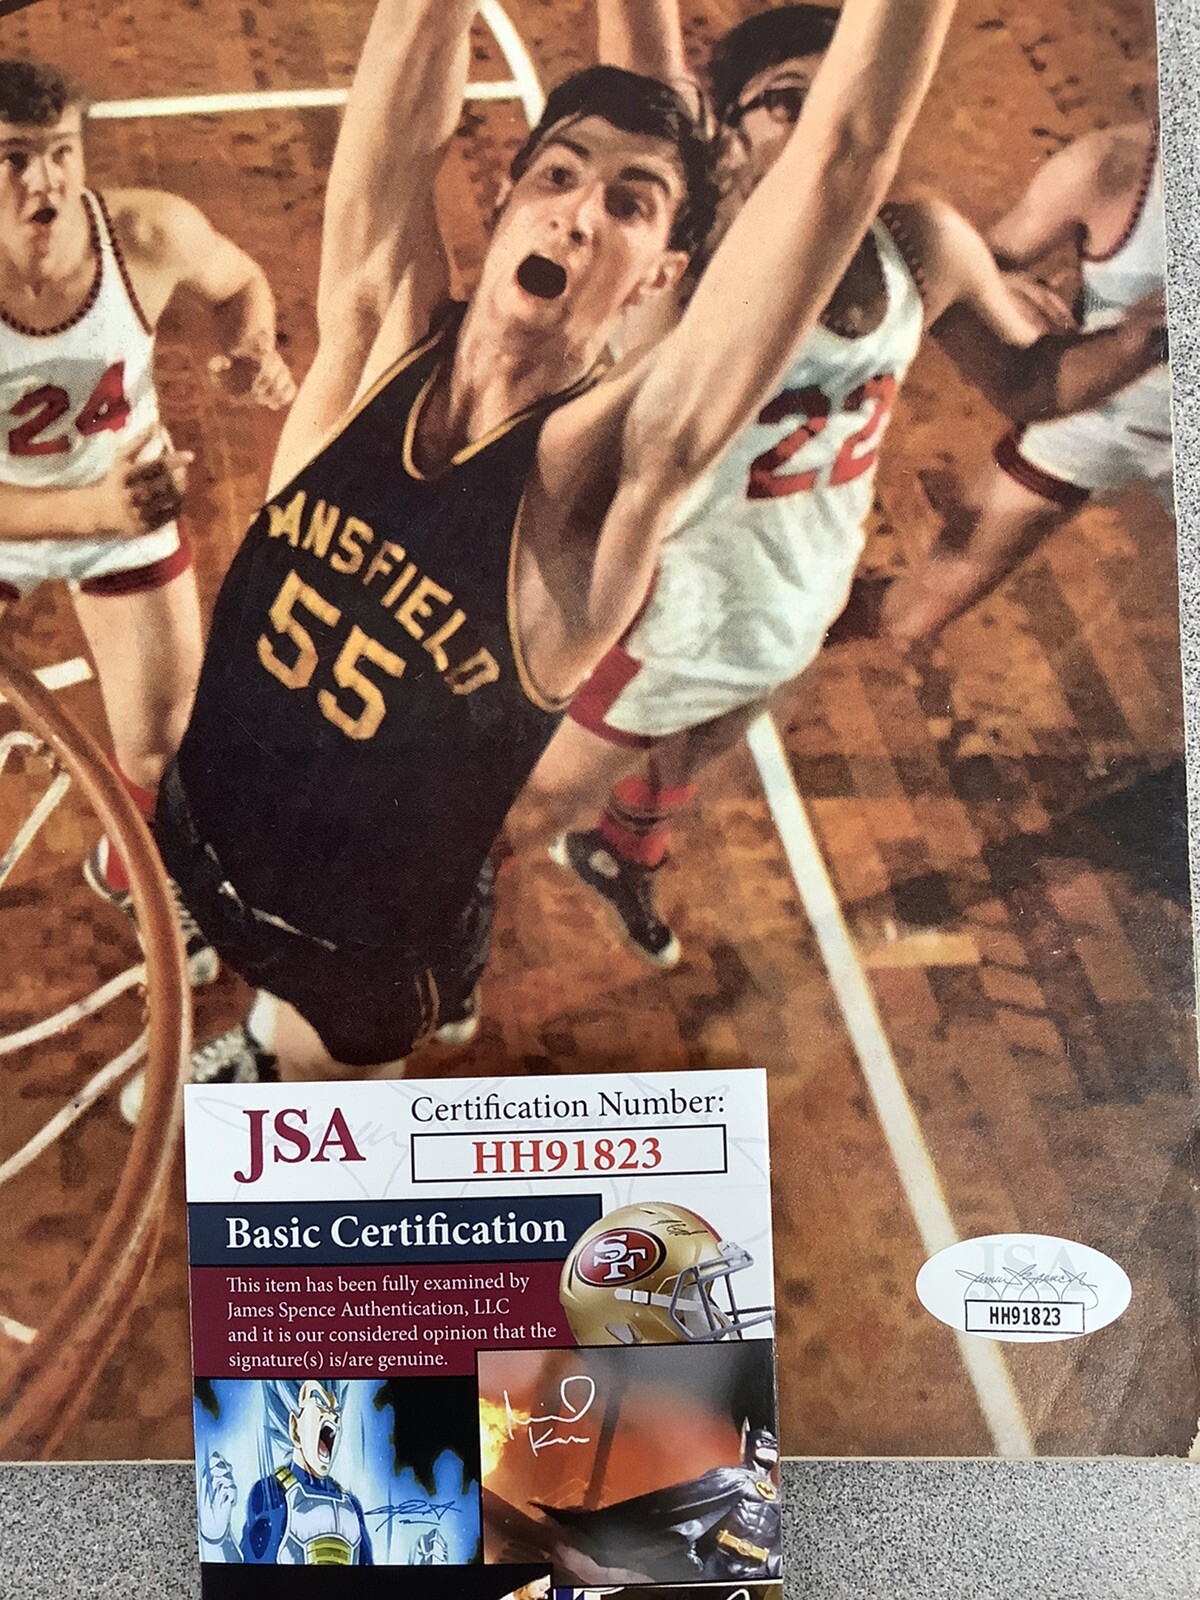 24
22
ANSFIELD
55
JSA
Certification Number:
HH91823
Basic Certification
This item has been fully examined by
James Spence Authentication, LLC
and it is our considered opinion that the
signature(s) is/are genuine.
SF
JSA
HH91823